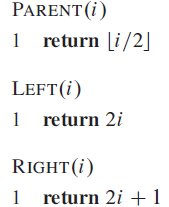 PARENT(i)
1 return ⌊i/2⌋
LEFT(i)
1 return 2i
RIGHT(i)
1 return 2i + 1